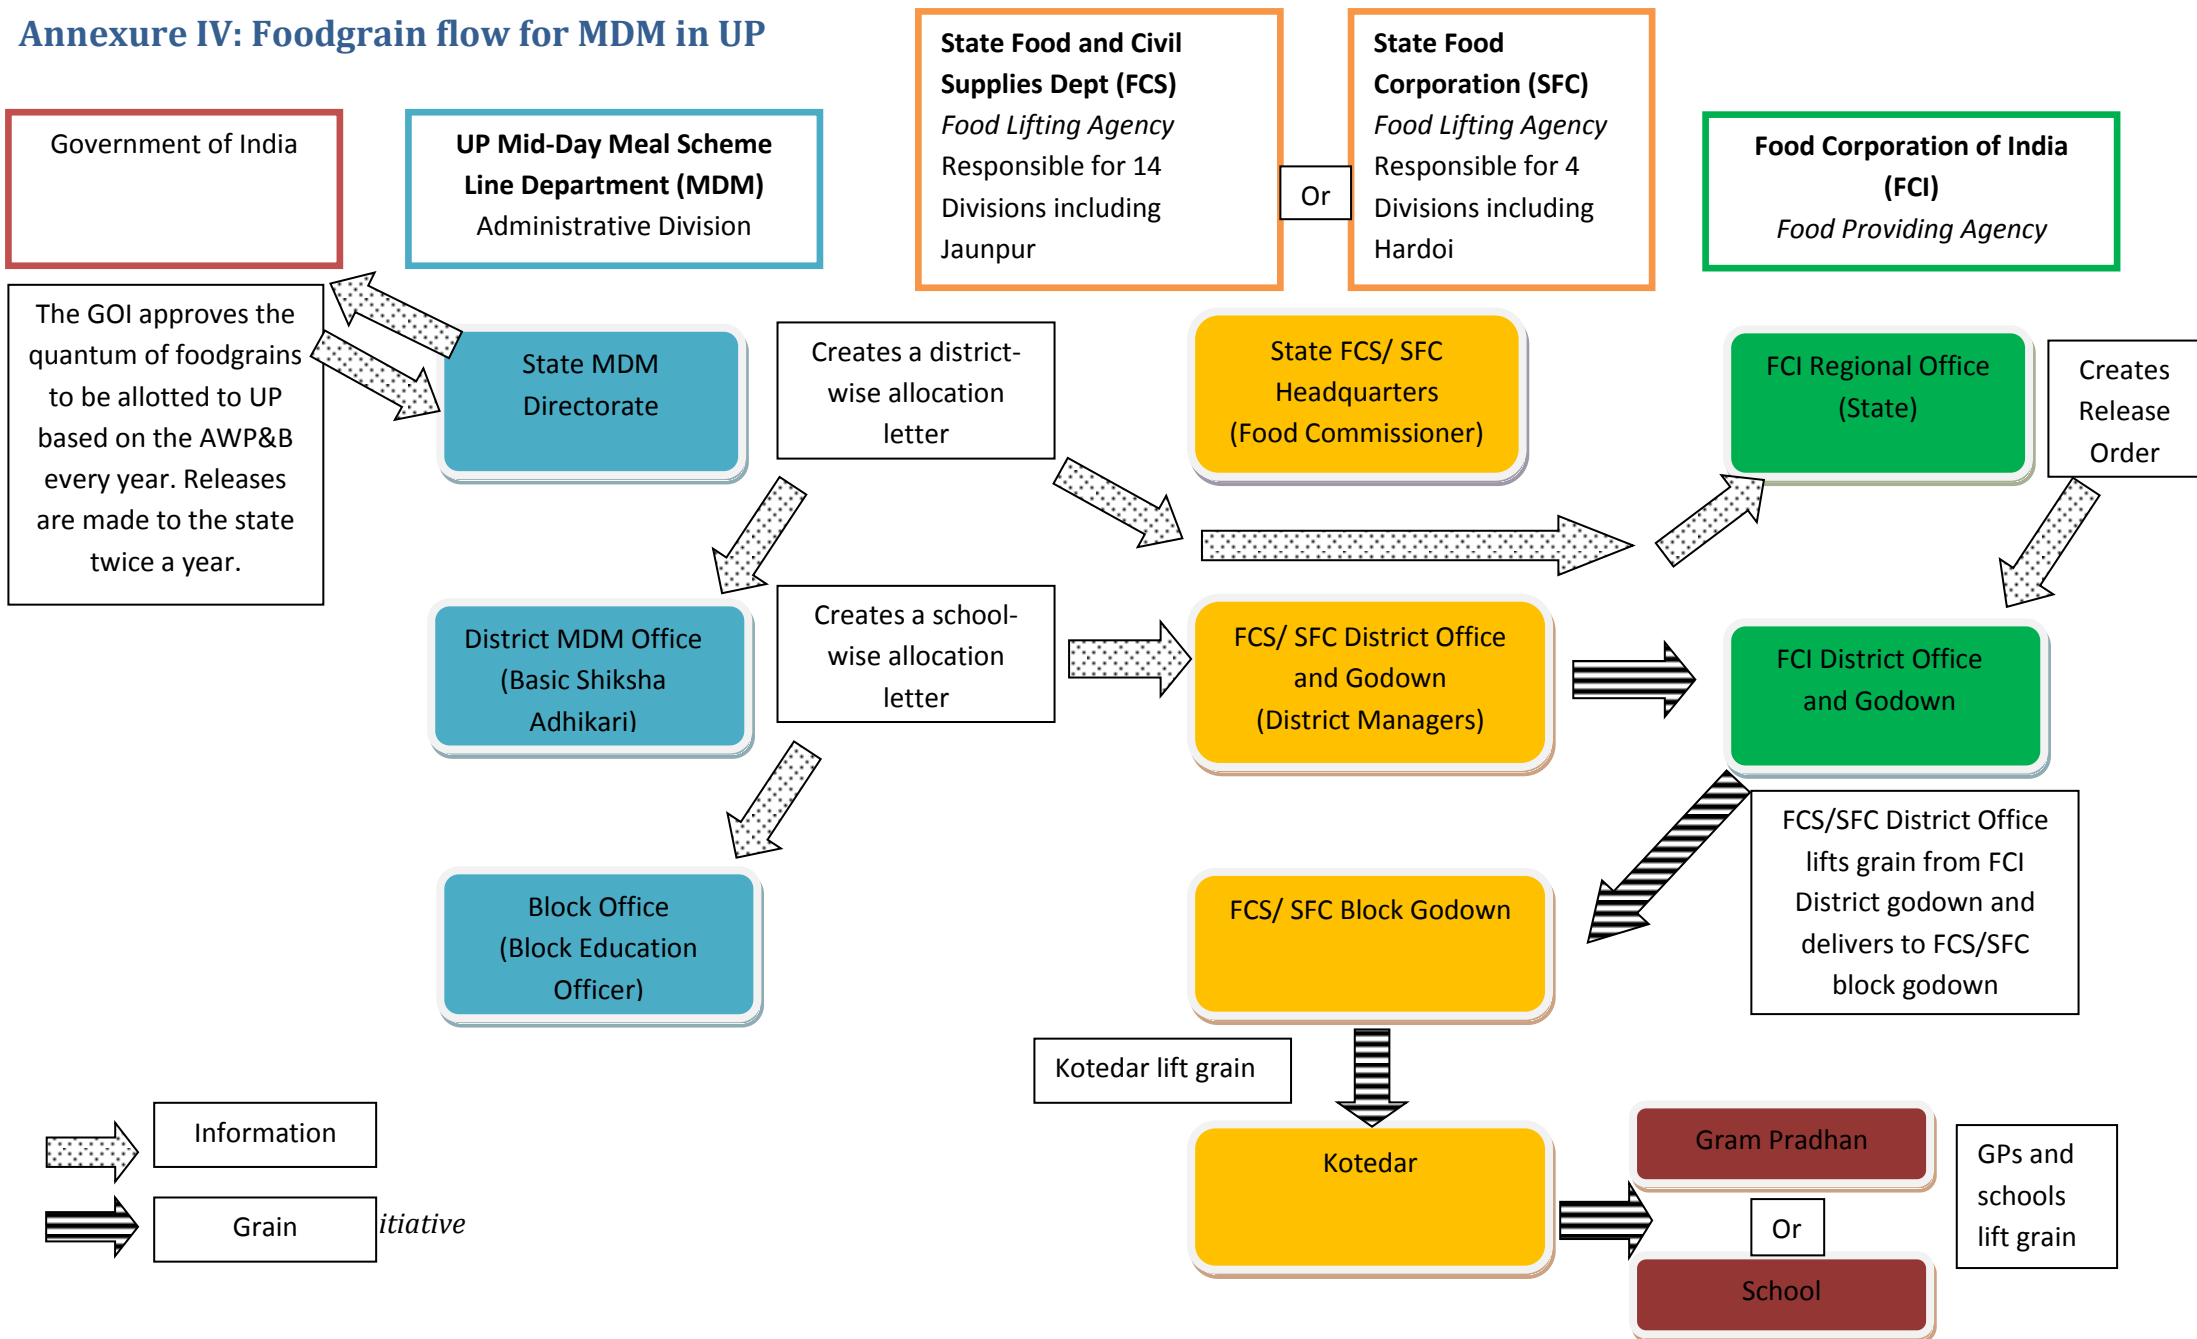 Annexure IV: Foodgrain flow for MDM in UP
Government of India
UP Mid-Day Meal Scheme
Line Department (MDM)
Administrative Division
State Food and Civil
Supplies Dept (FCS)
Food Lifting Agency
Responsible for 14
Divisions including
Jaunpur
Or
State Food
Corporation (SFC)
Food Lifting Agency
Responsible for 4
Divisions including
Hardoi
Food Corporation of India
(FCI)
Food Providing Agency
The GOI approves the
quantum of foodgrains
to be allotted to UP
based on the AWP&B
every year. Releases
are made to the state
twice a year.
State MDM
Directorate
Creates a district-
wise allocation
letter
State FCS/ SFC
Headquarters
(Food Commissioner)
FCI Regional Office
(State)
Creates
Release
Order
District MDM Office
(Basic Shiksha
Adhikari)
Creates a school-
wise allocation
letter
FCS/ SFC District Office
and Godown
(District Managers)
FCI District Office
and Godown
Block Office
(Block Education
Officer)
FCS/ SFC Block Godown
FCS/SFC District Office
lifts grain from FCI
District godown and
delivers to FCS/SFC
block godown
Kotedar lift grain
Information
Grain
itiative
Kotedar
Gram Pradhan
Or
School
GPs and
schools
lift grain